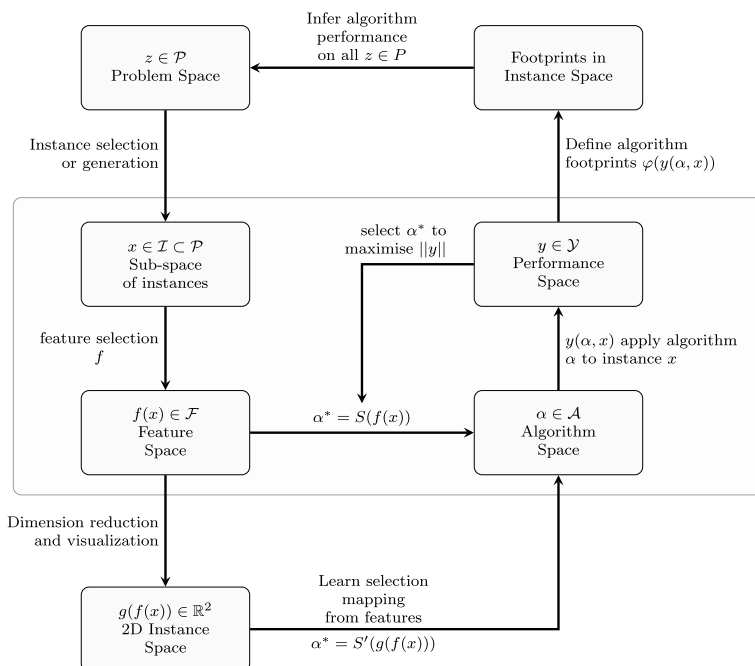 z ∈ 𝒫
Problem Space
Infer algorithm
performance
on all z ∈ P
Footprints in
Instance Space
Instance selection
or generation
Define algorithm
footprints φ(y(α, x))
x ∈ ℐ ⊂ 𝒫
Sub-space
of instances
select α* to
maximise ||y||
y ∈ 𝒴
Performance
Space
feature selection
f
y(α, x) apply algorithm
α to instance x
f(x) ∈ ℱ
Feature
Space
α* = S(f(x))
α ∈ 𝒜
Algorithm
Space
Dimension reduction
and visualization
g(f(x)) ∈ ℝ²
2D Instance
Space
Learn selection
mapping
from features
α* = S′(g(f(x)))